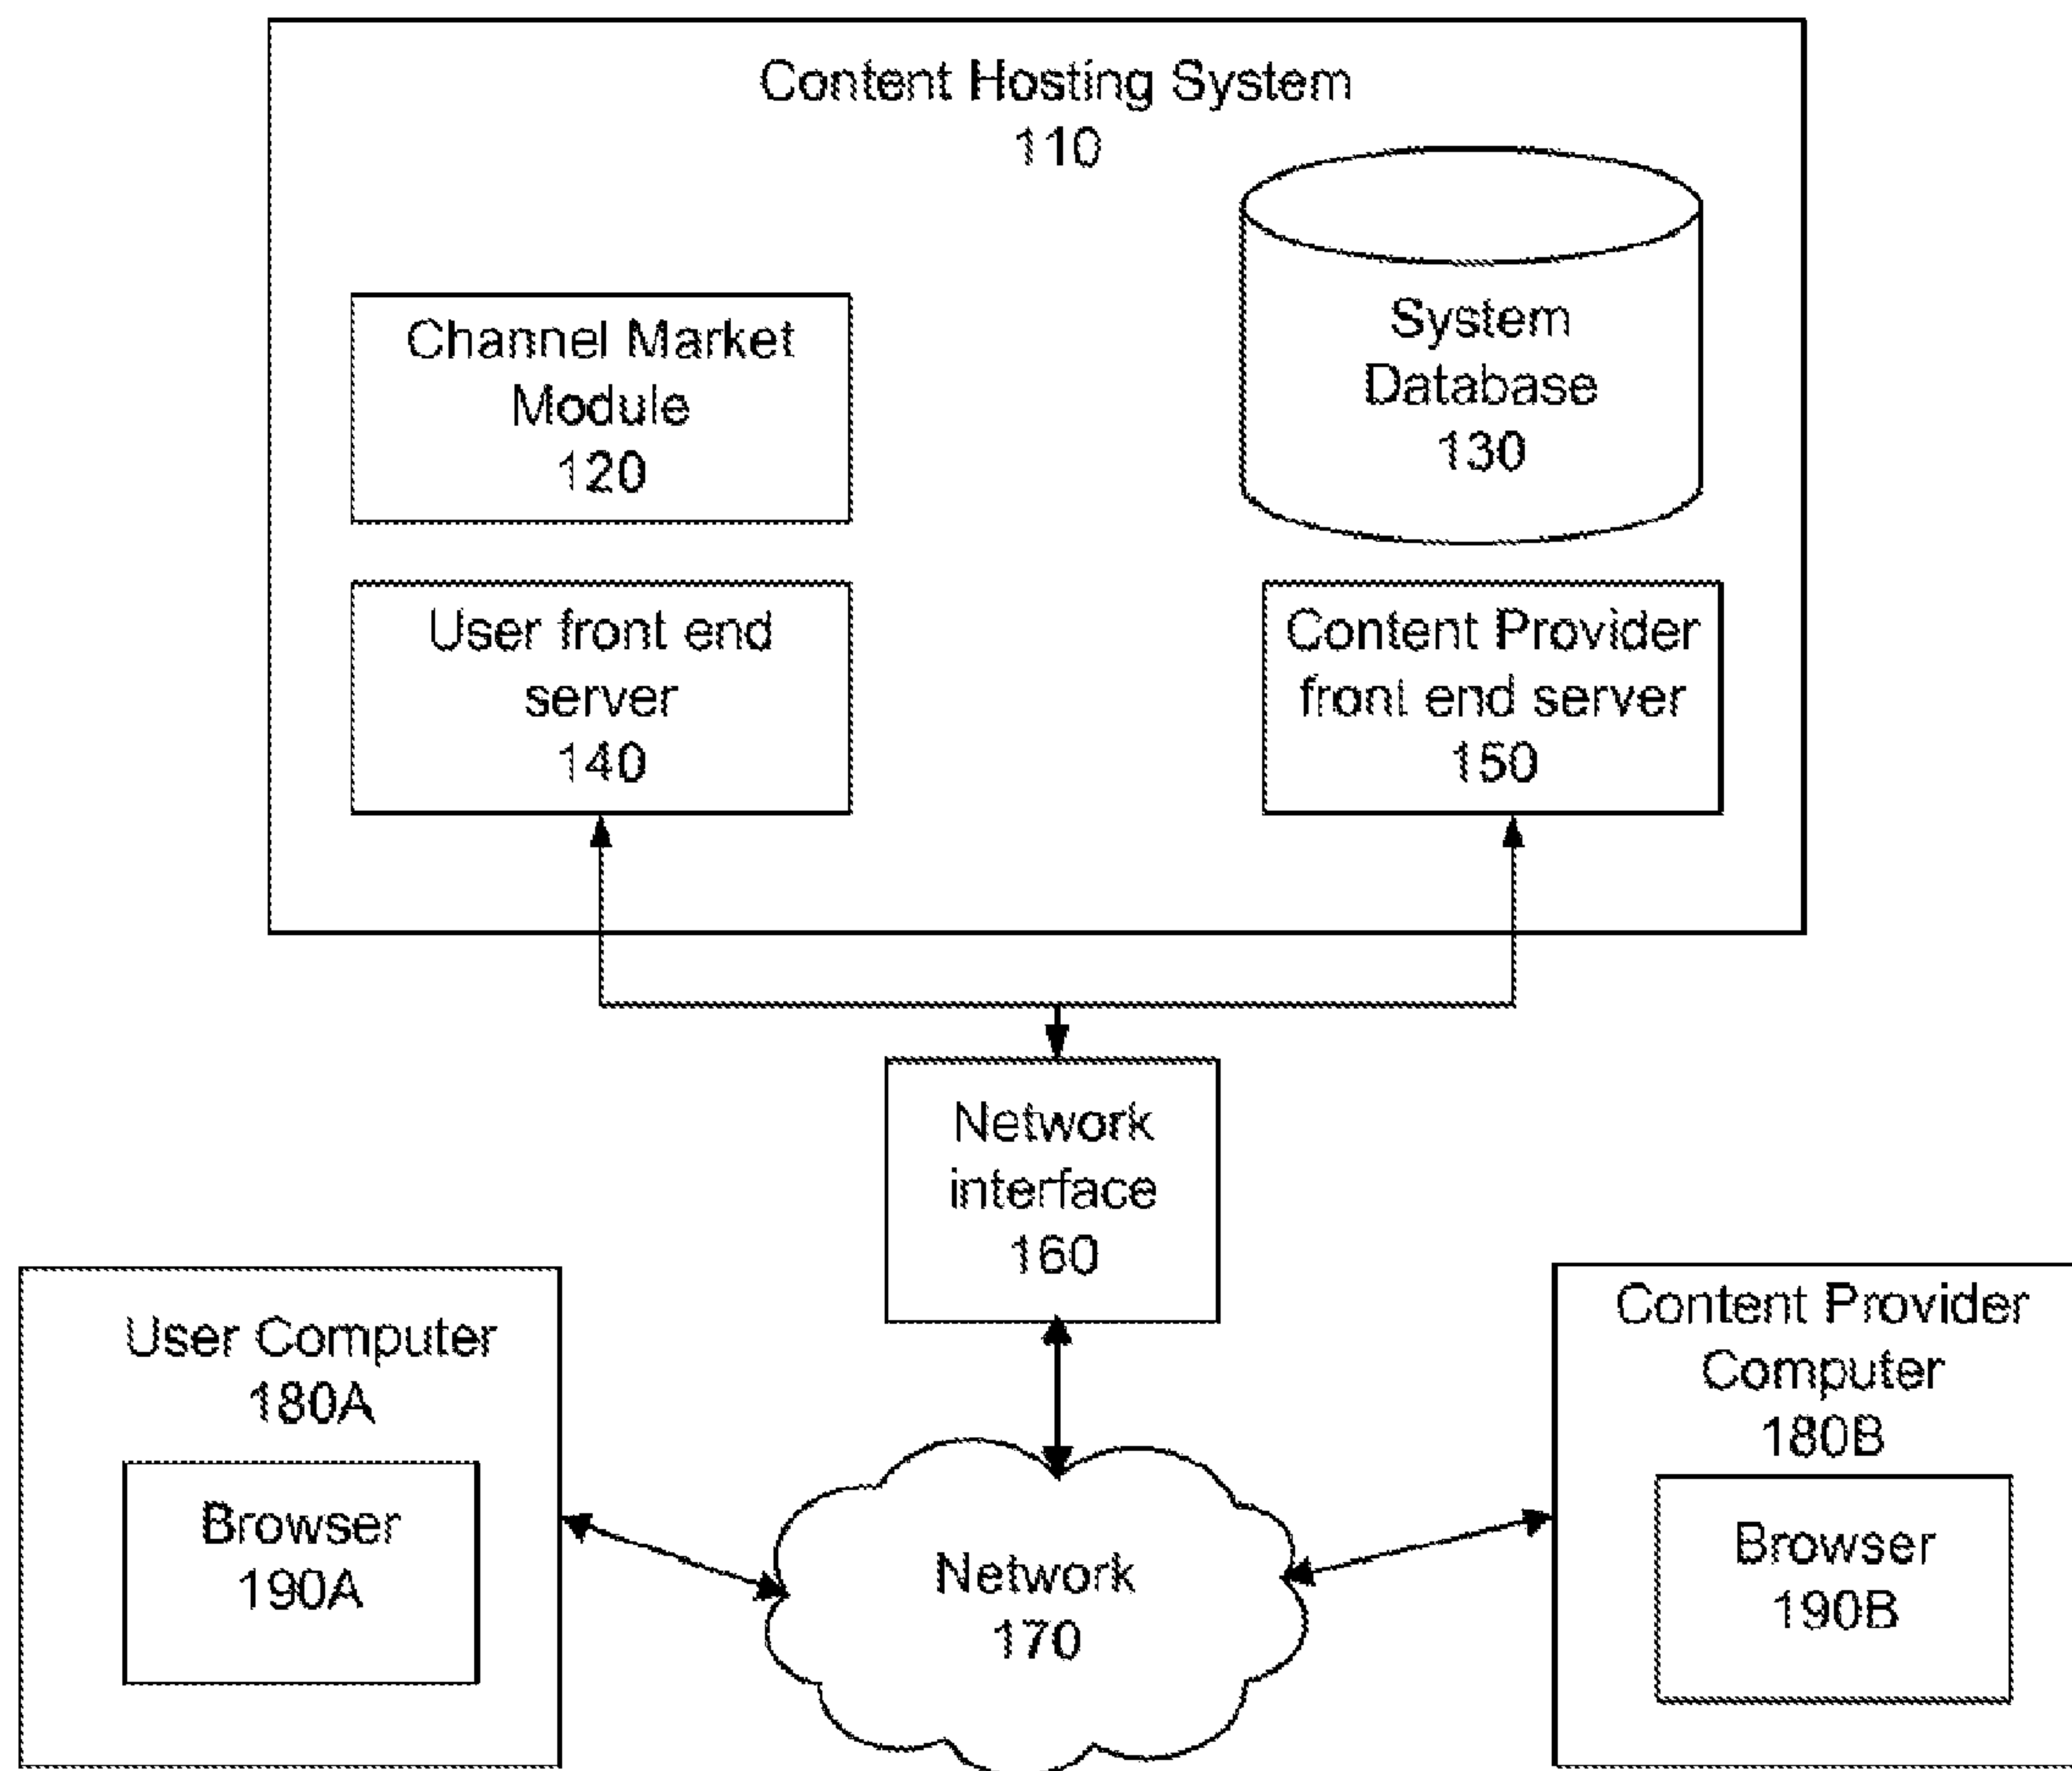 Content Hosting System
110
Channel Market
Module
120
System
Database
130
User front end
server
140
Content Provider
front end server
150
Network
interface
160
User Computer
180A
Browser
190A
Network
170
Content Provider
Computer
180B
Browser
190B